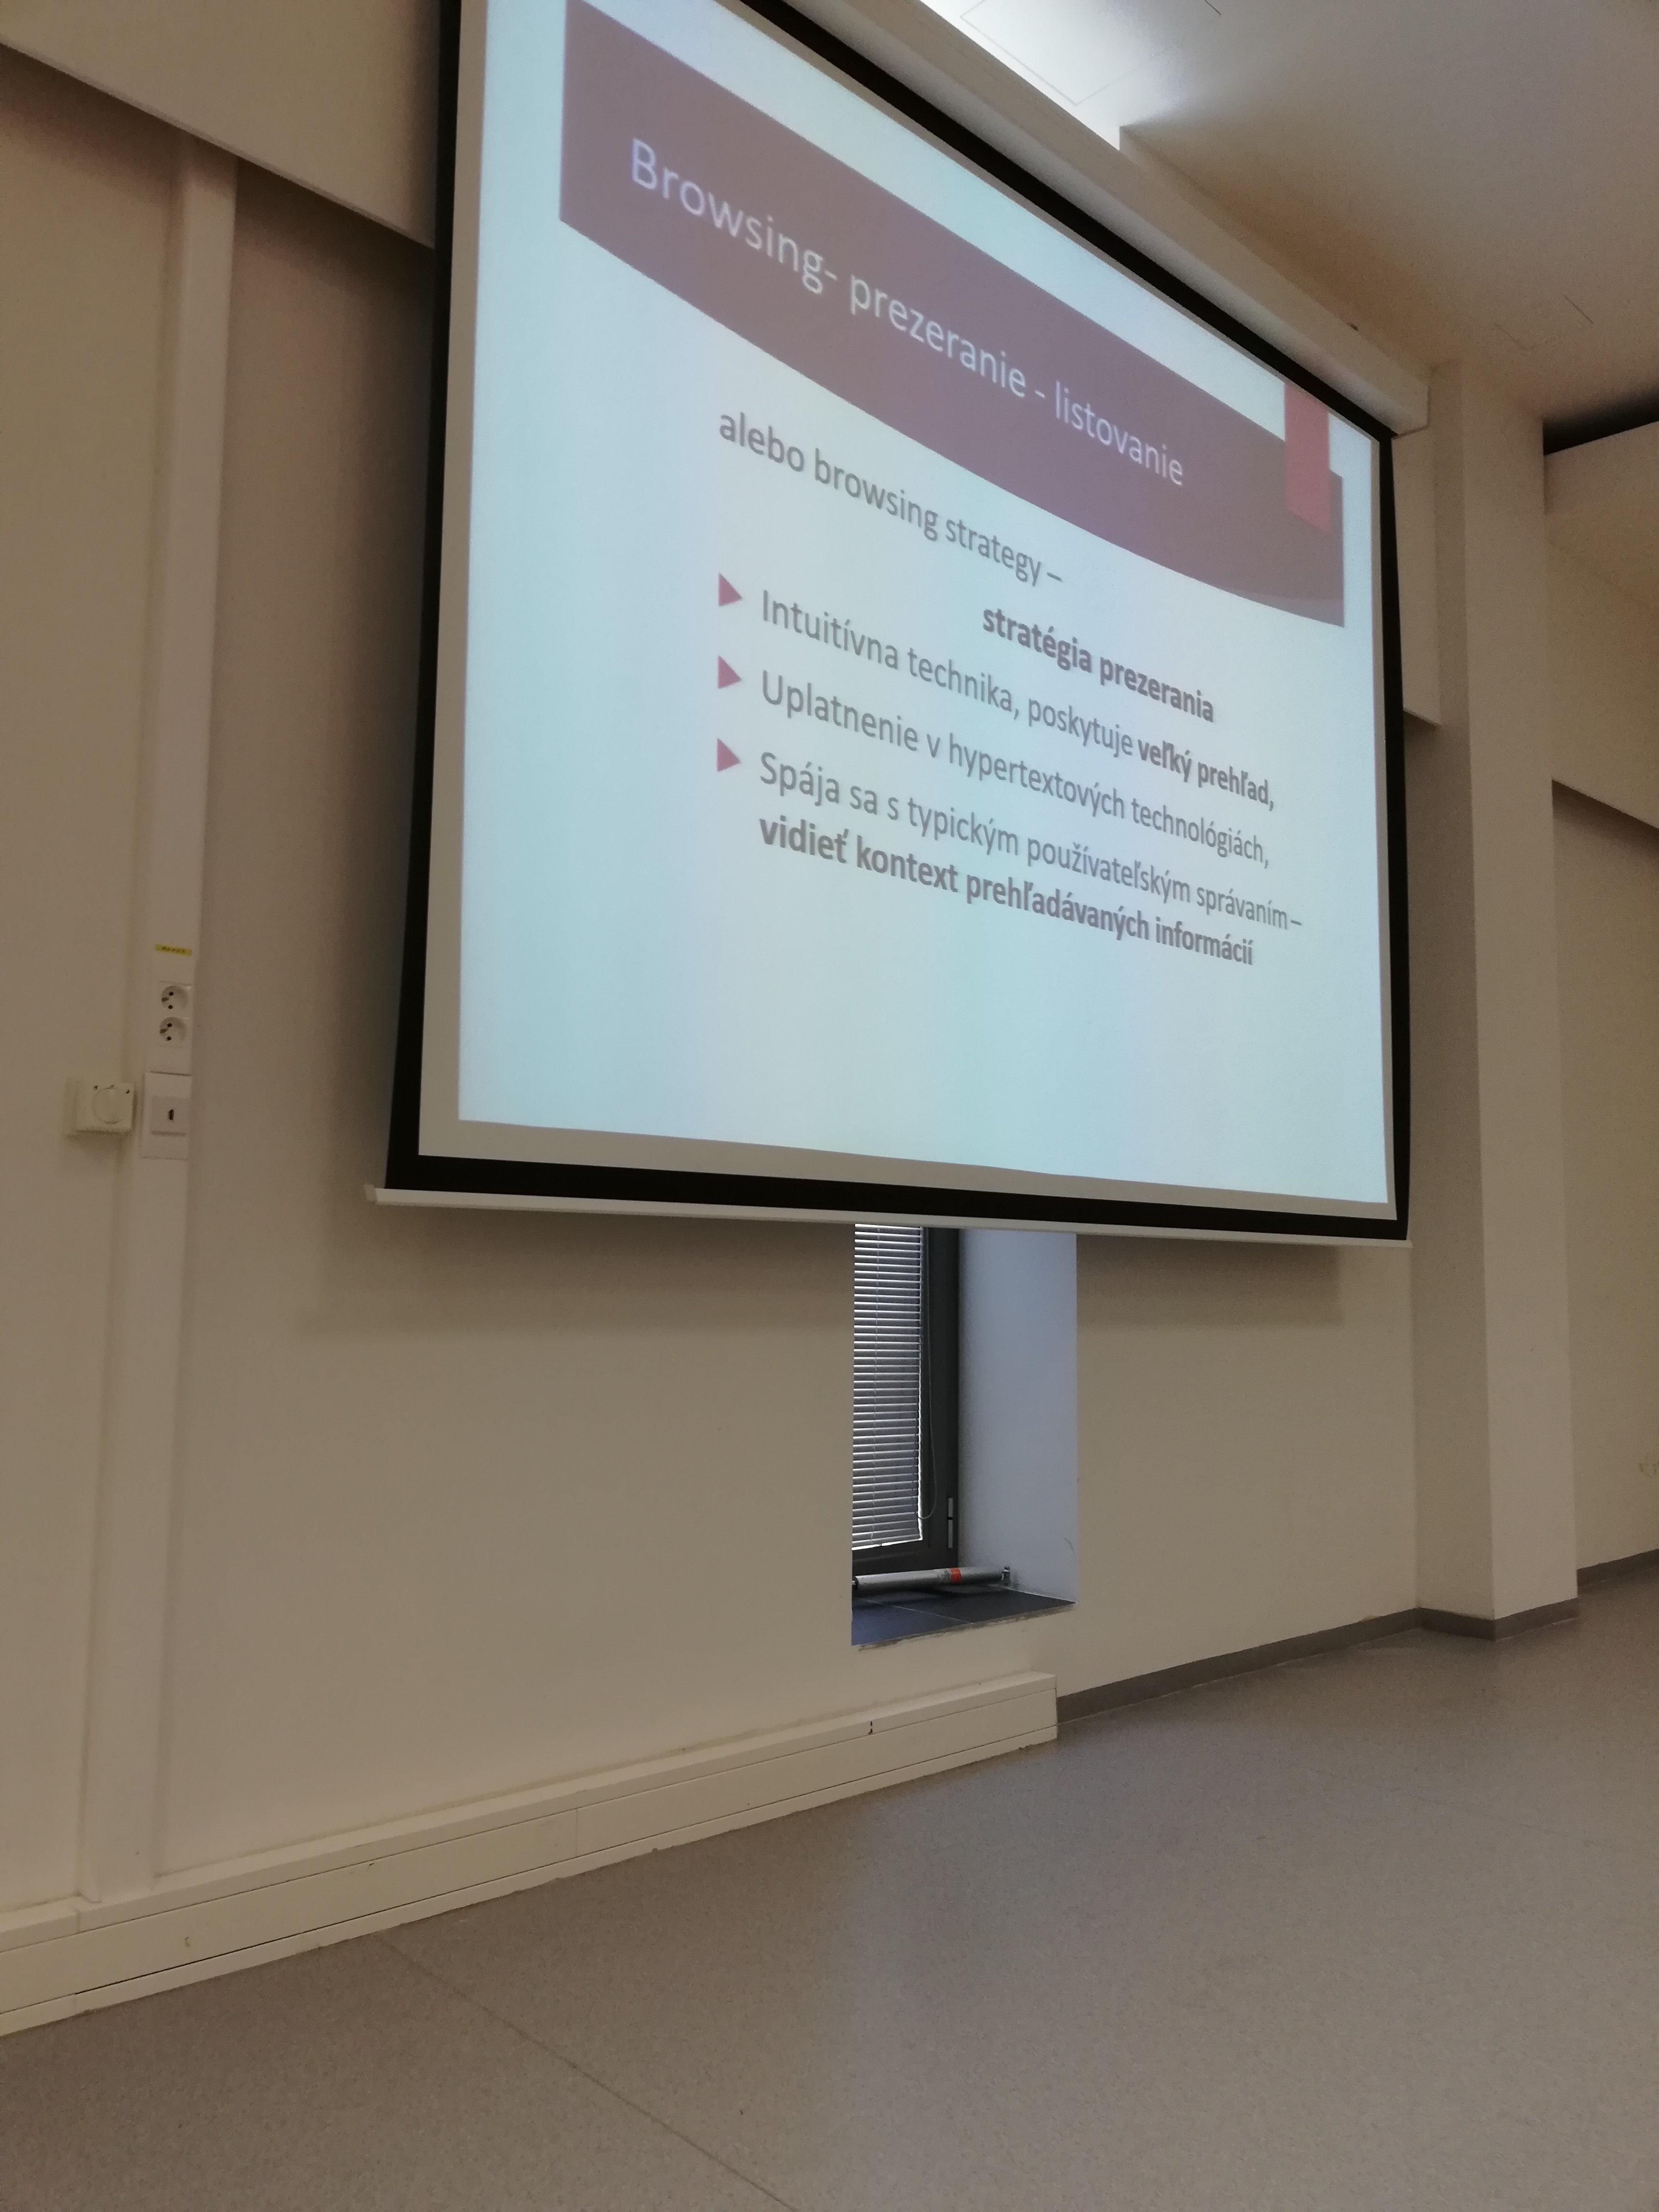 Browsing- prezeranie - listovanie
alebo browsing strategy –
stratégia prezerania
Intuitívna technika, poskytuje veľký prehľad,
Uplatnenie v hypertextových technológiách,
Spája sa s typickým používateľským správaním–
vidieť kontext prehľadávaných informácií